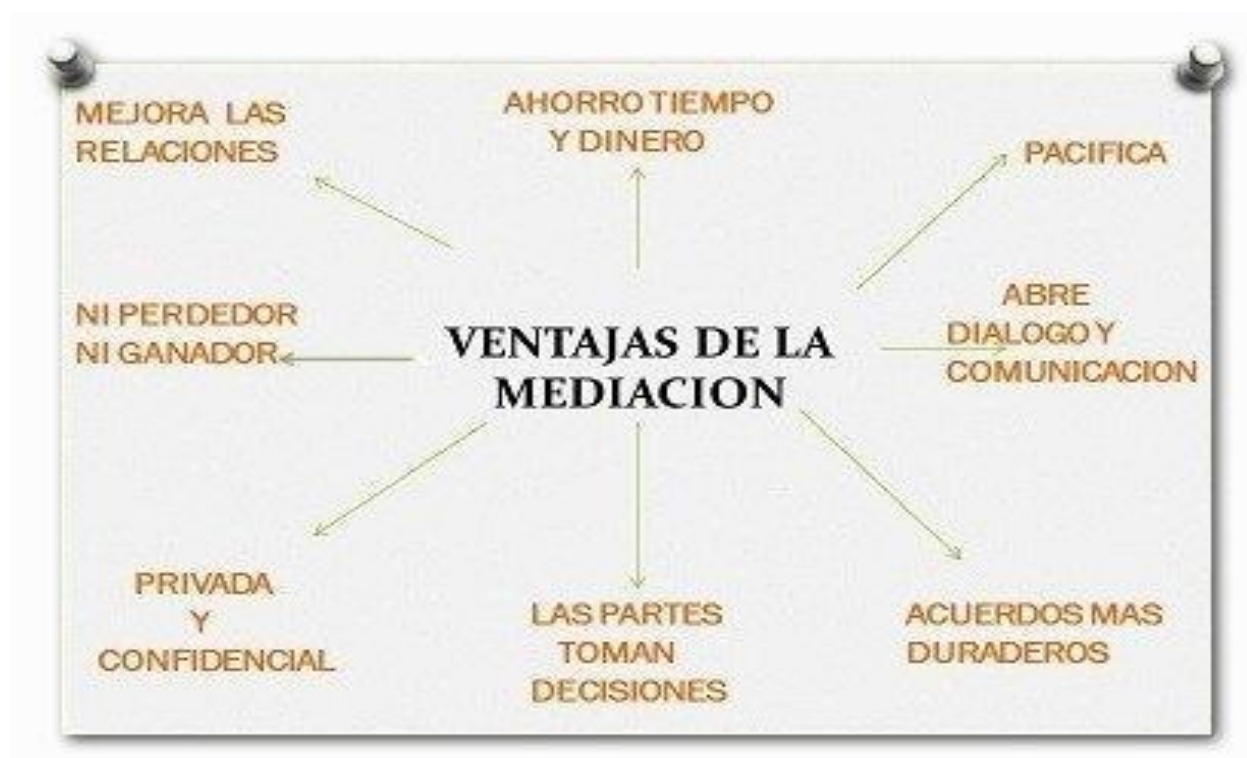 MEJORA LAS
RELACIONES
AHORRO TIEMPO
Y DINERO
PACIFICA
NI PERDEDOR
NI GANADOR
VENTAJAS DE LA
MEDIACION
ABRE
DIALOGO Y
COMUNICACION
PRIVADA
Y
CONFIDENCIAL
LAS PARTES
TOMAN
DECISIONES
ACUERDOS MAS
DURADEROS